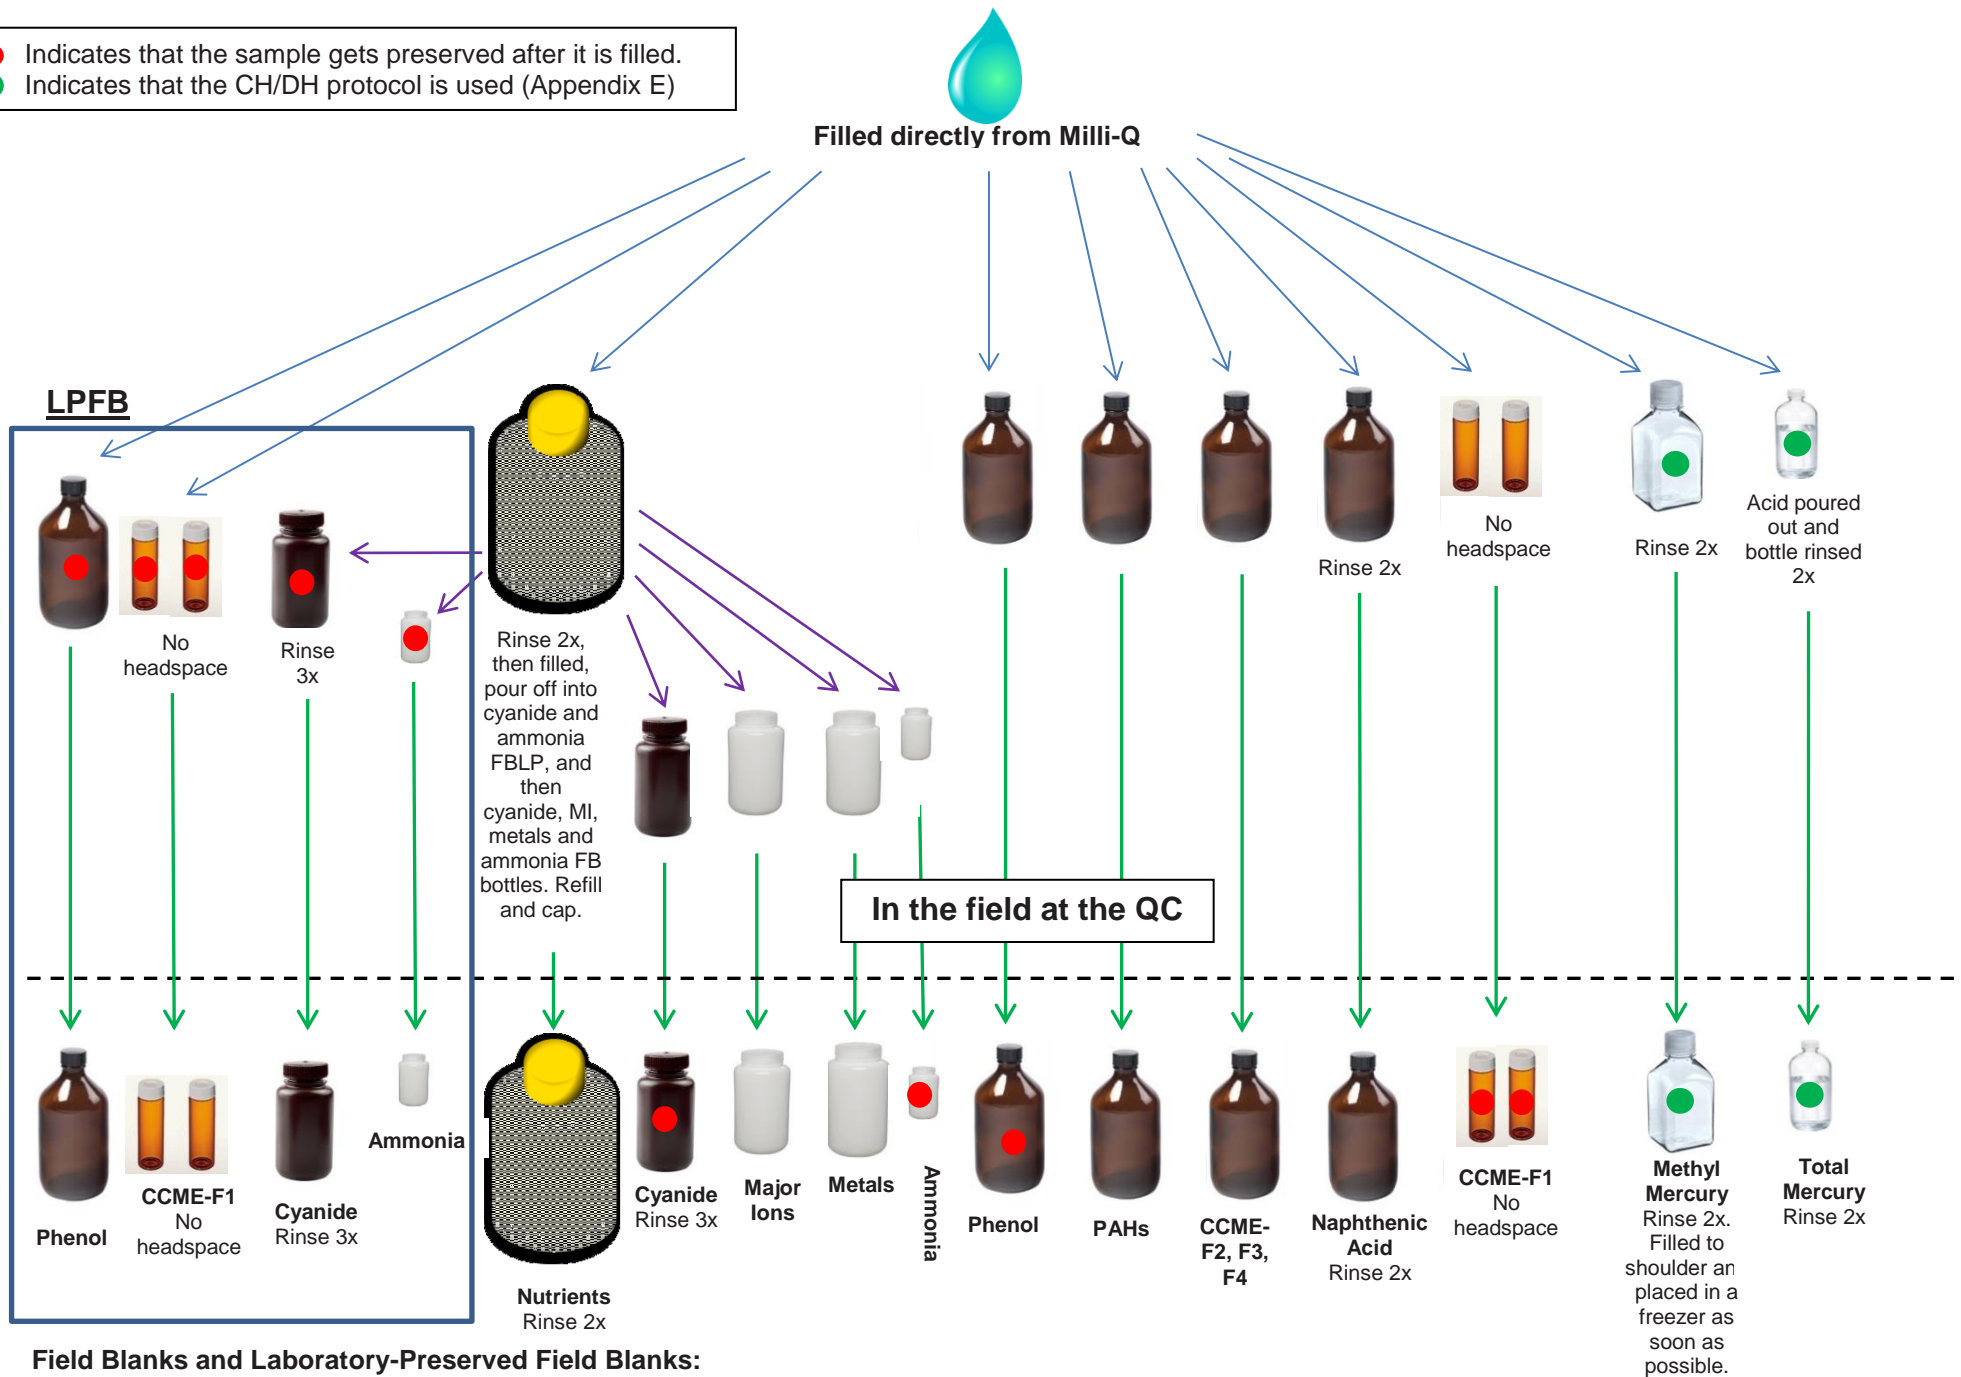 Indicates that the sample gets preserved after it is filled.
Indicates that the CH/DH protocol is used (Appendix E)
Filled directly from Milli-Q
LPFB
No
headspace
Rinse
3x
Rinse 2x,
then filled,
pour off into
cyanide and
ammonia
FBLP, and
then
cyanide, MI,
metals and
ammonia FB
bottles. Refill
and cap.
Rinse 2x
No
headspace
Rinse 2x
Acid poured
out and
bottle rinsed
2x
In the field at the QC
Phenol
CCME-F1
No
headspace
Cyanide
Rinse 3x
Ammonia
Nutrients
Rinse 2x
Cyanide
Rinse 3x
Major
Ions
Metals
Ammonia
Phenol
PAHs
CCME-
F2, F3,
F4
Naphthenic
Acid
Rinse 2x
CCME-F1
No
headspace
Methyl
Mercury
Rinse 2x.
Filled to
shoulder an
placed in a
freezer as
soon as
possible.
Total
Mercury
Rinse 2x
Field Blanks and Laboratory-Preserved Field Blanks: